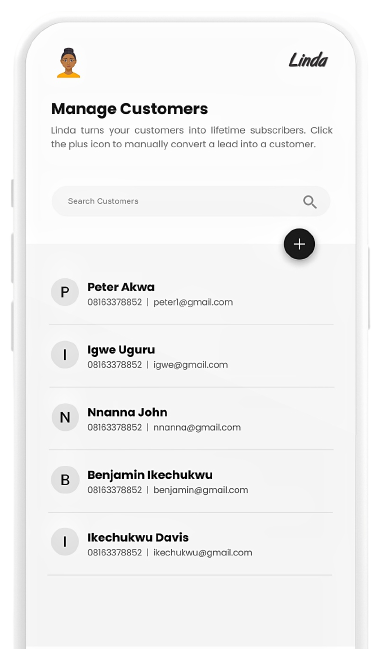 Linda
Manage Customers
Linda turns your customers into lifetime subscribers. Click
the plus icon to manually convert a lead into a customer.
Search Customers
+
P
Peter Akwa
08163378852 | peter1@gmail.com
I
Igwe Uguru
08163378852 | igwe@gmail.com
N
Nnanna John
08163378852 | nnanna@gmail.com
B
Benjamin Ikechukwu
08163378852 | benjamin@gmail.com
I
Ikechukwu Davis
08163378852 | ikechukwu@gmail.com